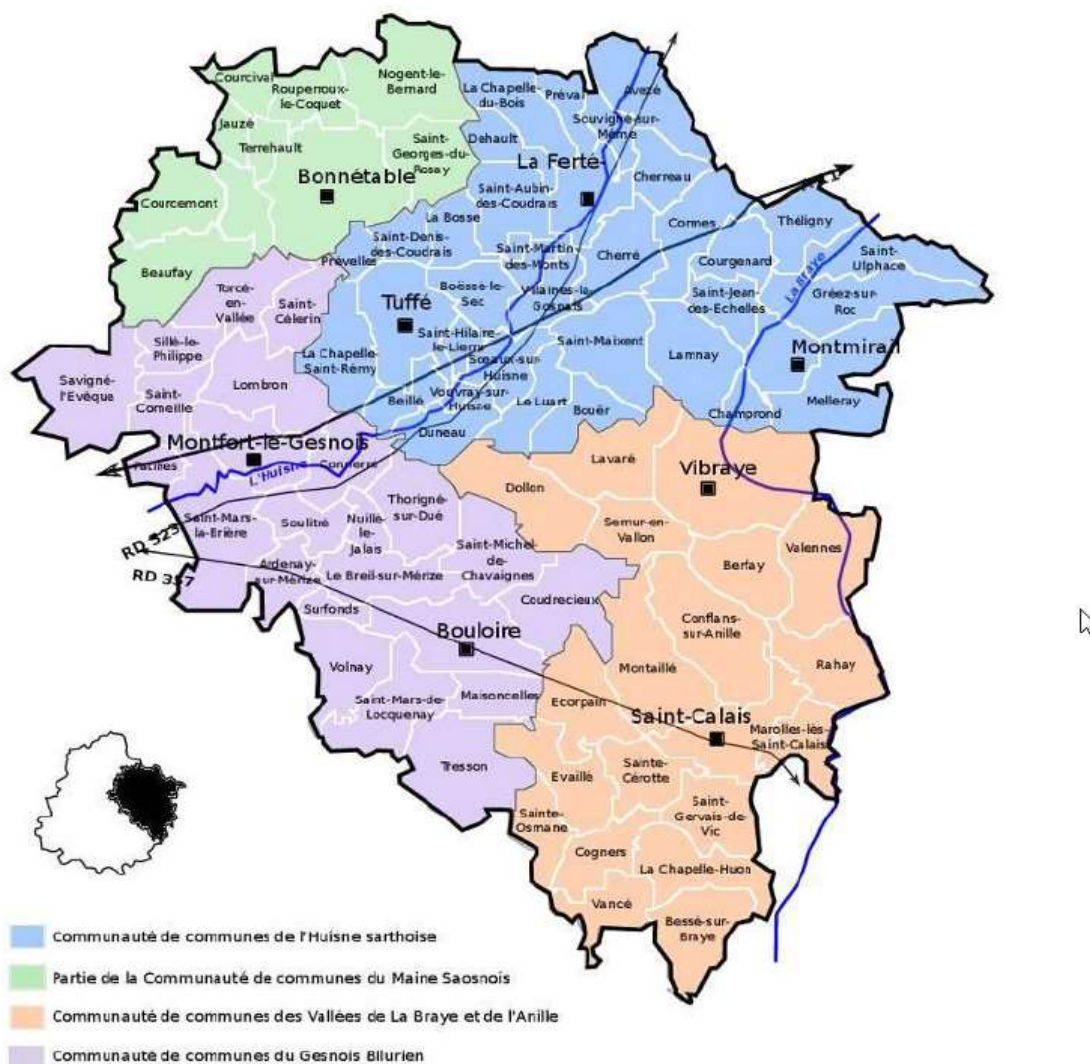 Courcival
Rouperroux-
le-Coquet
Nogent-le-
Bernard
La Chapelle-
du-Bois
Préval
Avezé
Souvigné-sur-
Même
Jauzé
Terrehault
Saint-
Georges-du-
Rosay
Dehault
La Ferté-
Bonnétable
Cherreau
Courcemont
Saint-Aubin-
des-Coudrais
La Bosse
Cormes
Théligny
Saint-Denis-
des-Coudrais
Saint-Martin-
des-Monts
Cherré
Courgenard
La Braye
Saint-
Ulphace
Beaufay
Prévelles
Torcé-
en-
Vallée
Saint-
Célerin
Tuffé
Boëssé-le-
Sec
Villaines-la-
Gosnais
Saint-Jean-
des-Echelles
Gréez-sur-
Roc
Sillé-le-
Philippe
Saint-Hilaire-
le-Lierru
Saint-Maixent
Lamnay
Montmirail
Savigné-
l'Evéque
La Chapelle-
Saint-Rémy
Sceaux-sur-
Huisne
Saint-
Corneille
Lombron
Beillé
Vouvray-sur-
Huisne
Le Luart
Bouër
Champrond
Melleray
Duneau
Montfort-le-Gesnois
Fatines
L'Huisne
Connerré
Lavaré
Vibraye
Dollon
Thorigné-
sur-Dué
Saint-Mars-
la-Brière
Soulitré
Nuillé-
le-
Jalais
Semur-en-
Vallon
Valennes
RD 323
Saint-Michel-
de-
Chavaignes
Berfay
RD 357
Ardenay-
sur-Mérize
Le Breil-sur-Mérize
Coudrecieux
Surfonds
Conflans-
sur-Anille
Bouloire
Volnay
Montaillé
Rahay
Saint-Mars-de-
Locquenay
Maisoncelles
Ecorpain
Saint-Calais
Marolles-lès-
Saint-Calais
Tresson
Evaillé
Sainte-
Cérotte
Sainte-
Osmane
Saint-
Gervais-de-
Vic
Cogners
La Chapelle-Huon
Vancé
Bessé-sur-
Braye
Communauté de communes de l'Huisne sarthoise
Partie de la Communauté de communes du Maine Saosnois
Communauté de communes des Vallées de La Braye et de l'Anille
Communauté de communes du Gesnois Bilurien